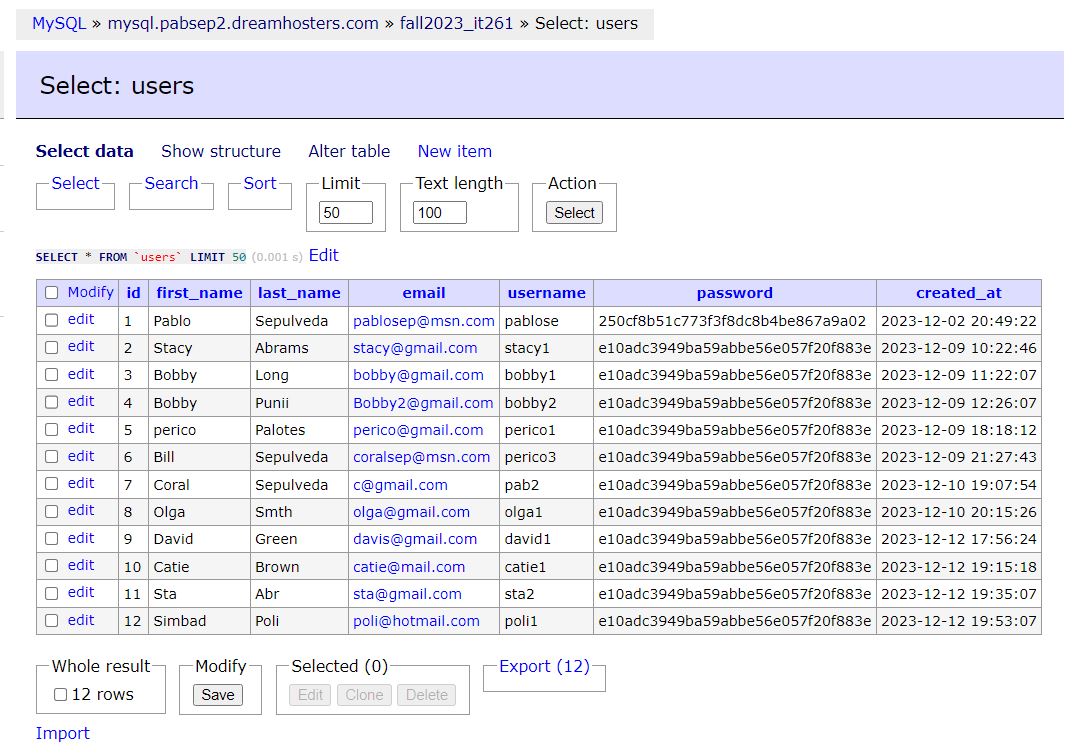 MySQL » mysql.pabsep2.dreamhosters.com » fall2023_it261 » Select: users
Select: users
Select data Show structure Alter table New item
Select Search Sort Limit Text length Action
50 100 Select
SELECT * FROM `users` LIMIT 50 (0.001 s) Edit
Modify id first_name last_name email username password created_at
edit 1 Pablo Sepulveda pablosep@msn.com pablose 250cf8b51c773f3f8dc8b4be867a9a02 2023-12-02 20:49:22
edit 2 Stacy Abrams stacy@gmail.com stacy1 e10adc3949ba59abbe56e057f20f883e 2023-12-09 10:22:46
edit 3 Bobby Long bobby@gmail.com bobby1 e10adc3949ba59abbe56e057f20f883e 2023-12-09 11:22:07
edit 4 Bobby Punii Bobby2@gmail.com bobby2 e10adc3949ba59abbe56e057f20f883e 2023-12-09 12:26:07
edit 5 perico Palotes perico@gmail.com perico1 e10adc3949ba59abbe56e057f20f883e 2023-12-09 18:18:12
edit 6 Bill Sepulveda coralsep@msn.com perico3 e10adc3949ba59abbe56e057f20f883e 2023-12-09 21:27:43
edit 7 Coral Sepulveda c@gmail.com pab2 e10adc3949ba59abbe56e057f20f883e 2023-12-10 19:07:54
edit 8 Olga Smth olga@gmail.com olga1 e10adc3949ba59abbe56e057f20f883e 2023-12-10 20:15:26
edit 9 David Green davis@gmail.com david1 e10adc3949ba59abbe56e057f20f883e 2023-12-12 17:56:24
edit 10 Catie Brown catie@mail.com catie1 e10adc3949ba59abbe56e057f20f883e 2023-12-12 19:15:18
edit 11 Sta Abr sta@gmail.com sta2 e10adc3949ba59abbe56e057f20f883e 2023-12-12 19:35:07
edit 12 Simbad Poli poli@hotmail.com poli1 e10adc3949ba59abbe56e057f20f883e 2023-12-12 19:53:07
Whole result Modify Selected (0) Export (12)
12 rows Save Edit Clone Delete
Import